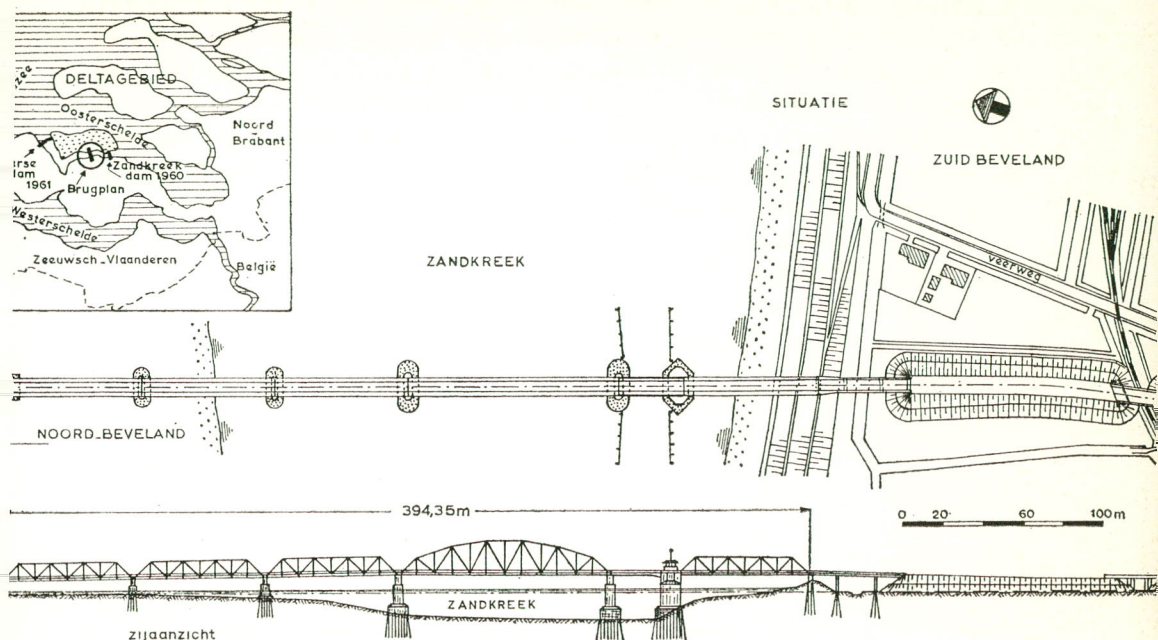 DELTAGEBIED
Oosterschelde
Noord
Brabant
Zandkreek
dam 1960
1961
Brugplan
Westerschelde
Zeeuwsch-Vlaanderen
België
SITUATIE
ZUID BEVELAND
ZANDKREEK
veerweg
NOORD-BEVELAND
394,35m
0 20 60 100m
ZANDKREEK
zijaanzicht